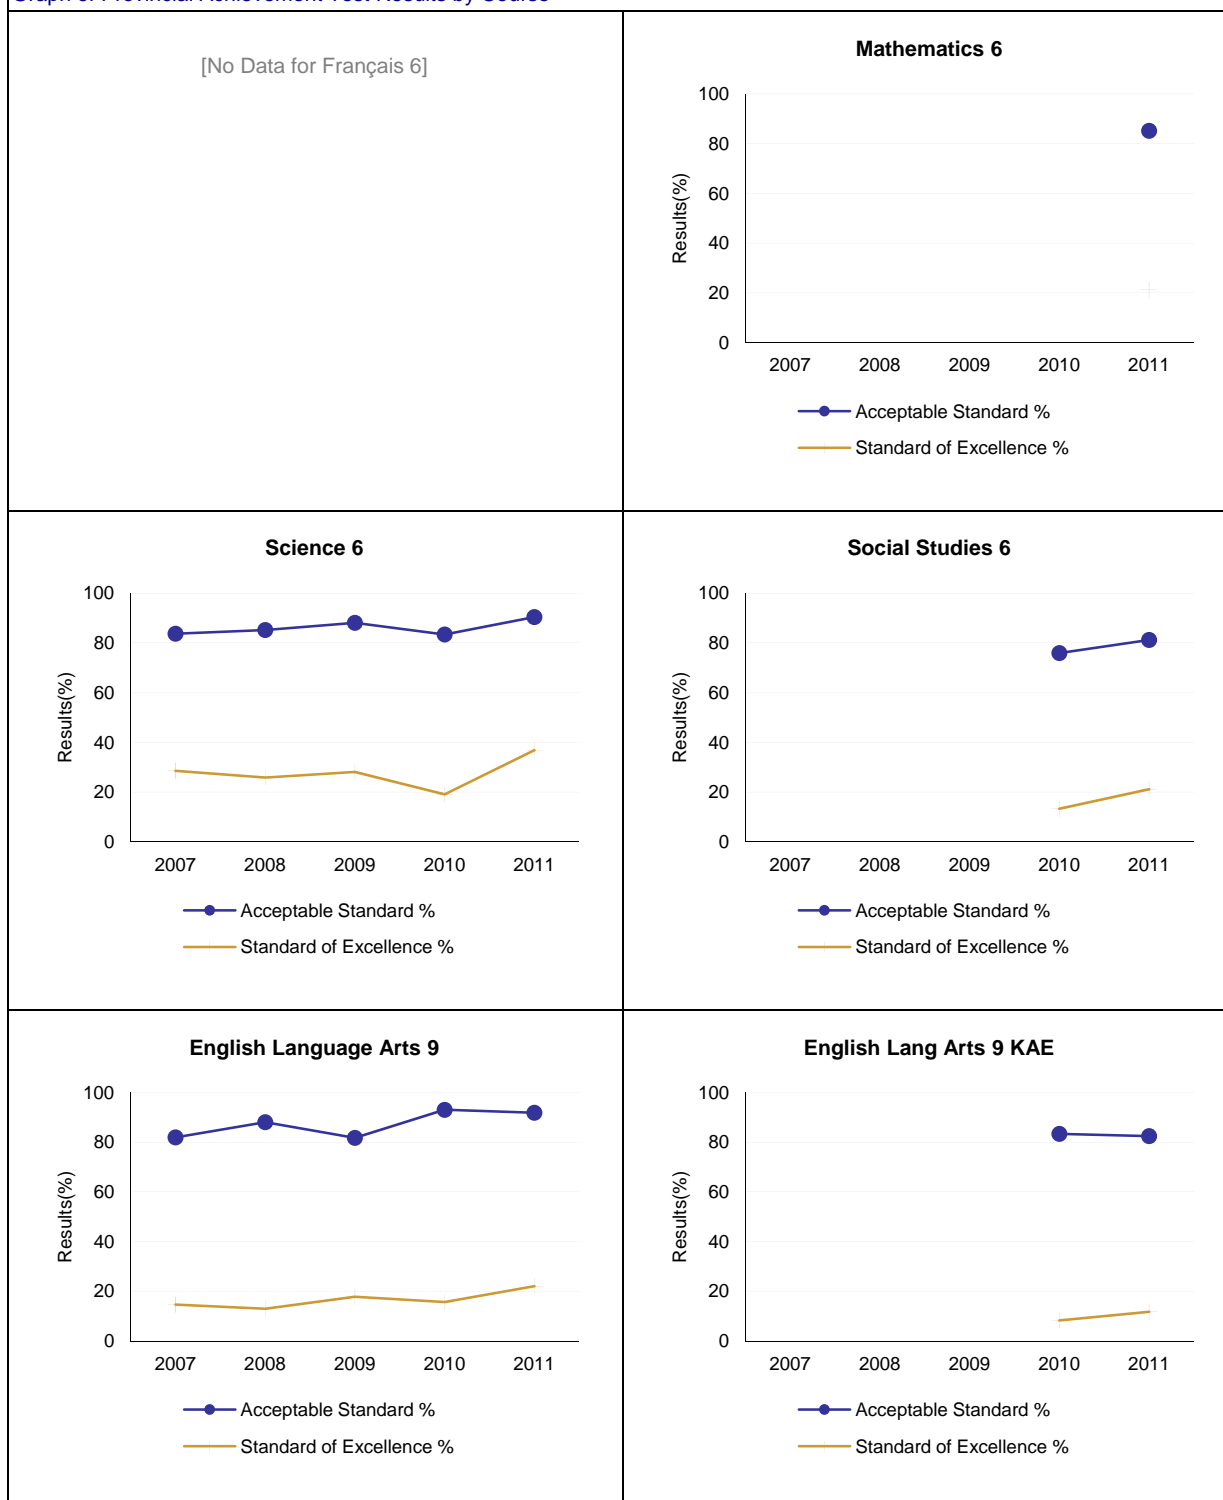 [No Data for Français 6]
Mathematics 6
Results(%)
100
80
60
40
20
0
2007 2008 2009 2010 2011
Acceptable Standard %
Standard of Excellence %
Science 6
Results(%)
100
80
60
40
20
0
2007 2008 2009 2010 2011
Acceptable Standard %
Standard of Excellence %
Social Studies 6
Results(%)
100
80
60
40
20
0
2007 2008 2009 2010 2011
Acceptable Standard %
Standard of Excellence %
English Language Arts 9
Results(%)
100
80
60
40
20
0
2007 2008 2009 2010 2011
Acceptable Standard %
Standard of Excellence %
English Lang Arts 9 KAE
Results(%)
100
80
60
40
20
0
2007 2008 2009 2010 2011
Acceptable Standard %
Standard of Excellence %